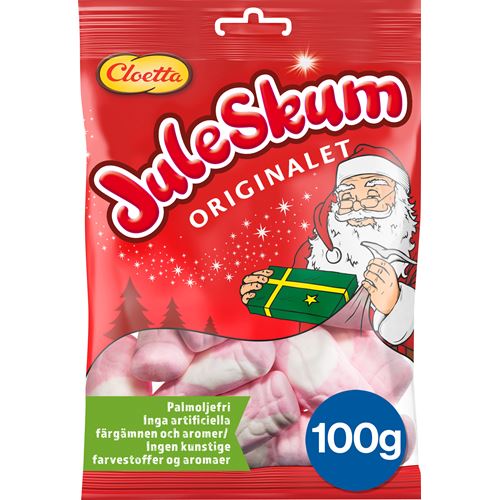 Cloetta
JuleSkum
ORIGINALET
Palmoljefri
Inga artificiella
färgämnen och aromer/
Ingen kunstige
farvestoffer og aromaer
100g